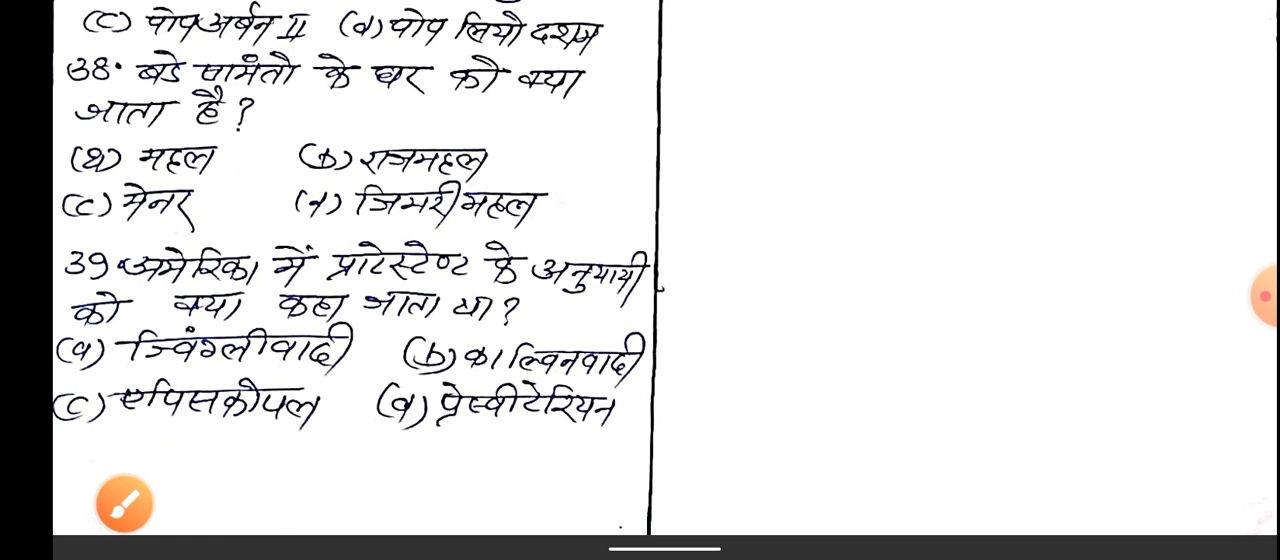 (c) पोप अर्बन II (d) पोप लियो दशम
38. बडे सामंतो के घर को क्या
जाता है?
(a) महल (b) राजमहल
(c) मेनर (d) जिमरीमहल
39. अमेरिका में प्रोटेस्टेण्ट के अनुयायी
को क्या कहा जाता था?
(a) ज्विंगलीवादी (b) काल्विनवादी
(c) एपिसकोपल (d) प्रेस्वीटेरियन